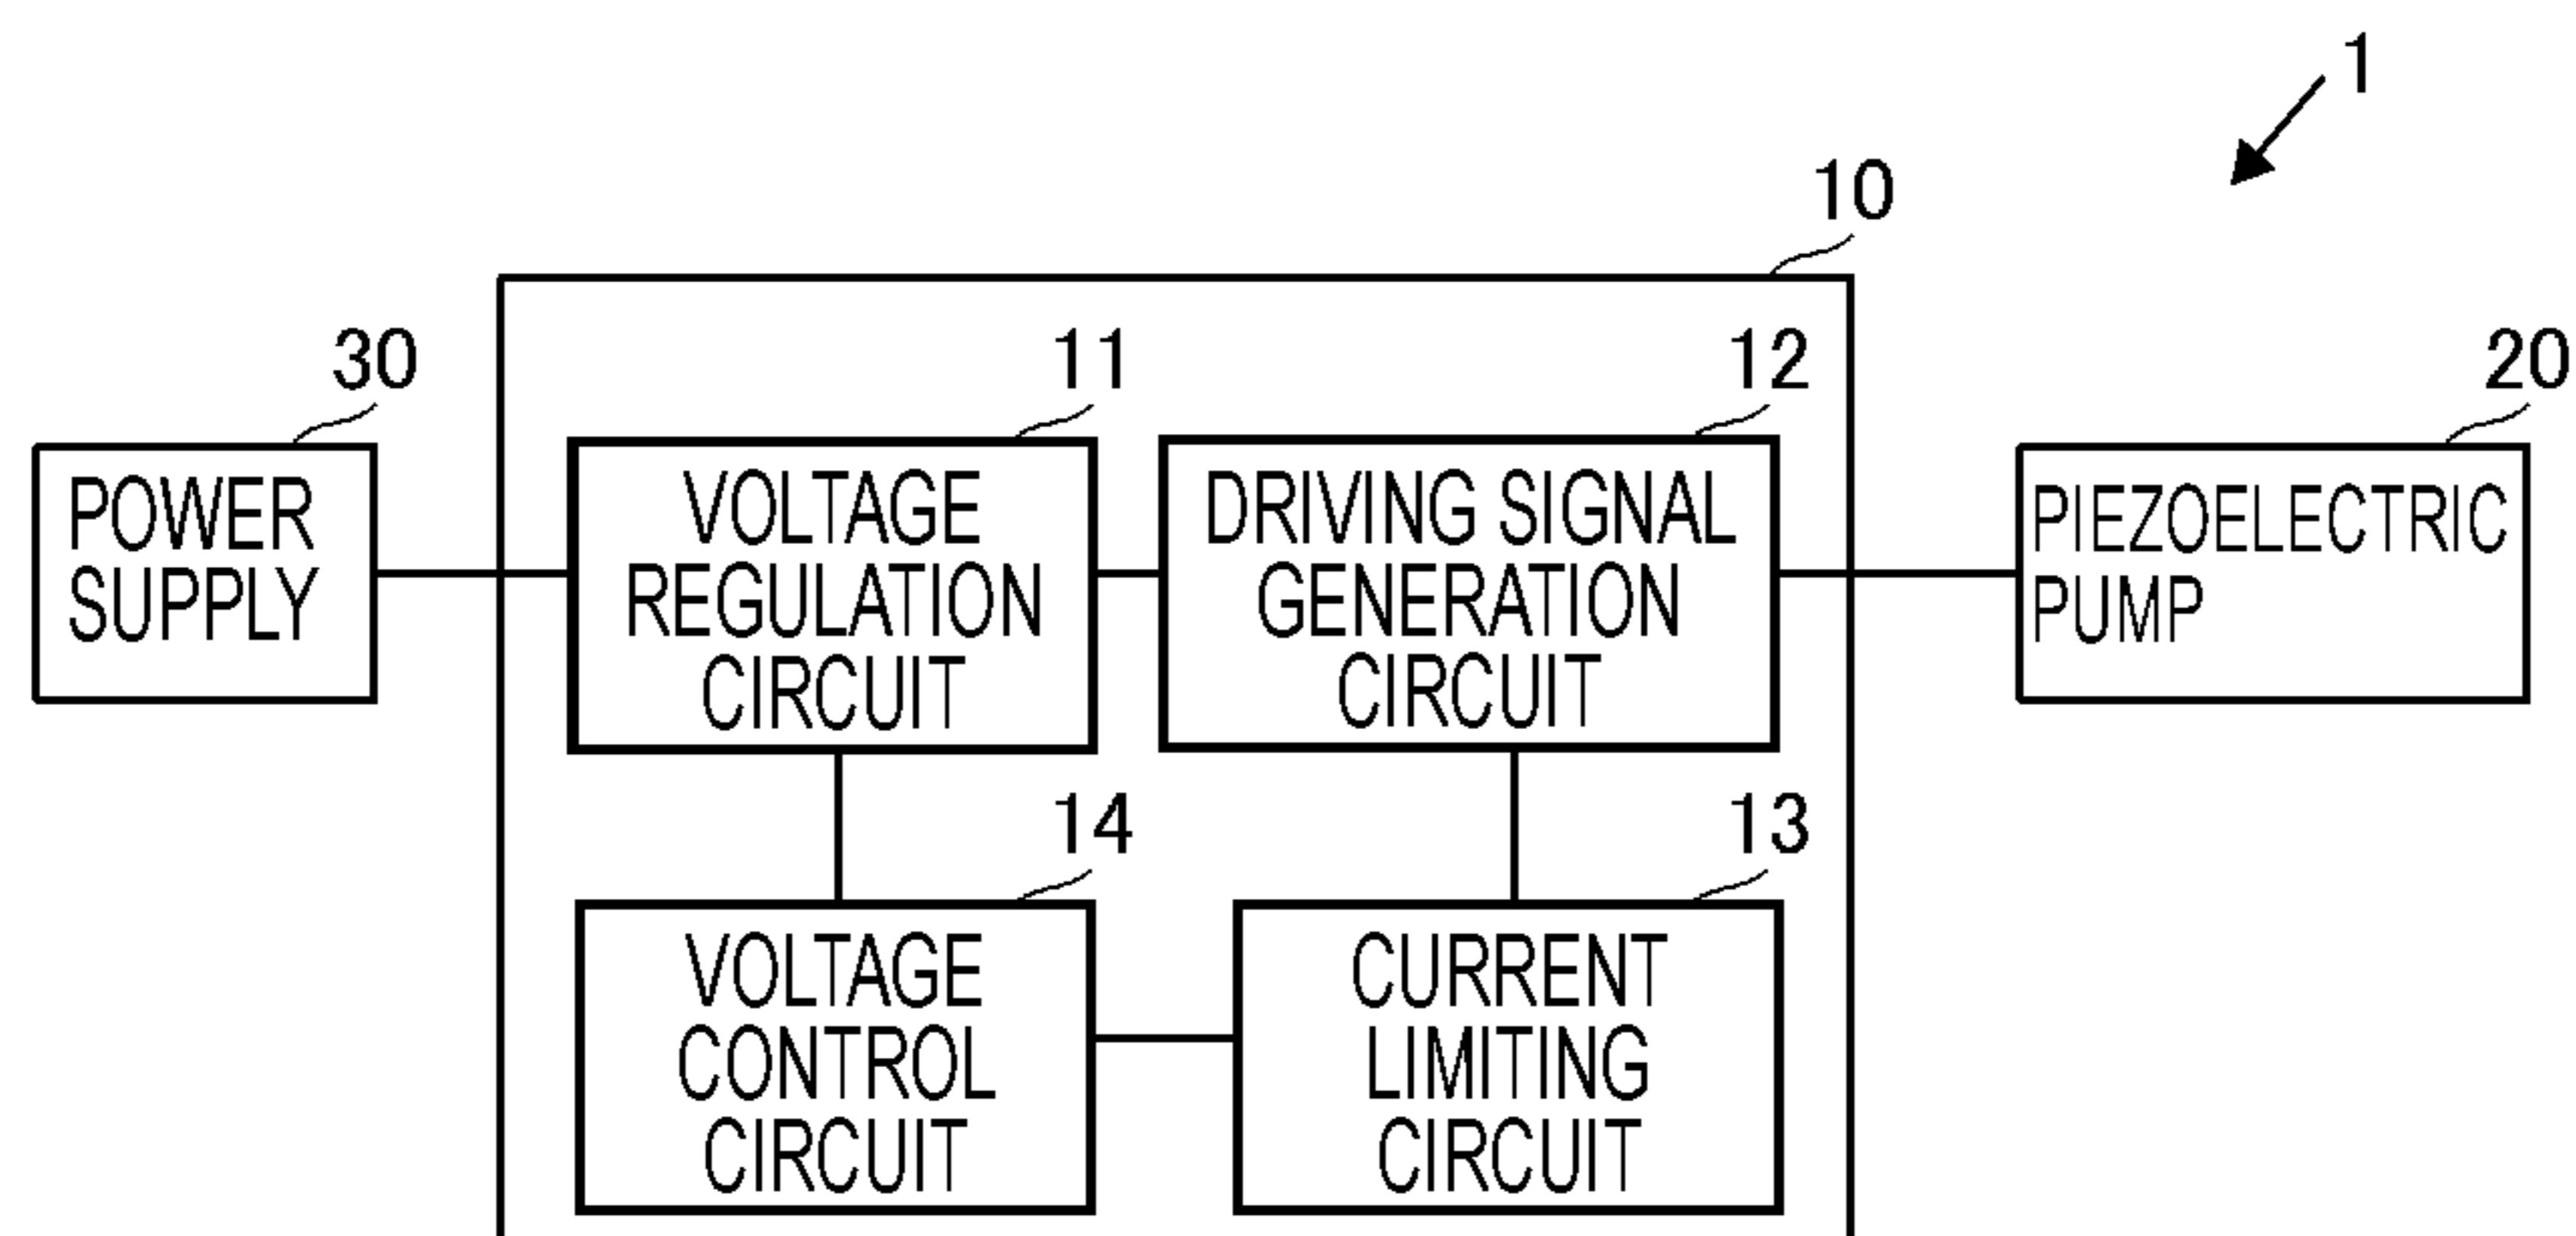 1
10
30
11
12
20
POWER
SUPPLY
VOLTAGE
REGULATION
CIRCUIT
DRIVING SIGNAL
GENERATION
CIRCUIT
PIEZOELECTRIC
PUMP
14
13
VOLTAGE
CONTROL
CIRCUIT
CURRENT
LIMITING
CIRCUIT